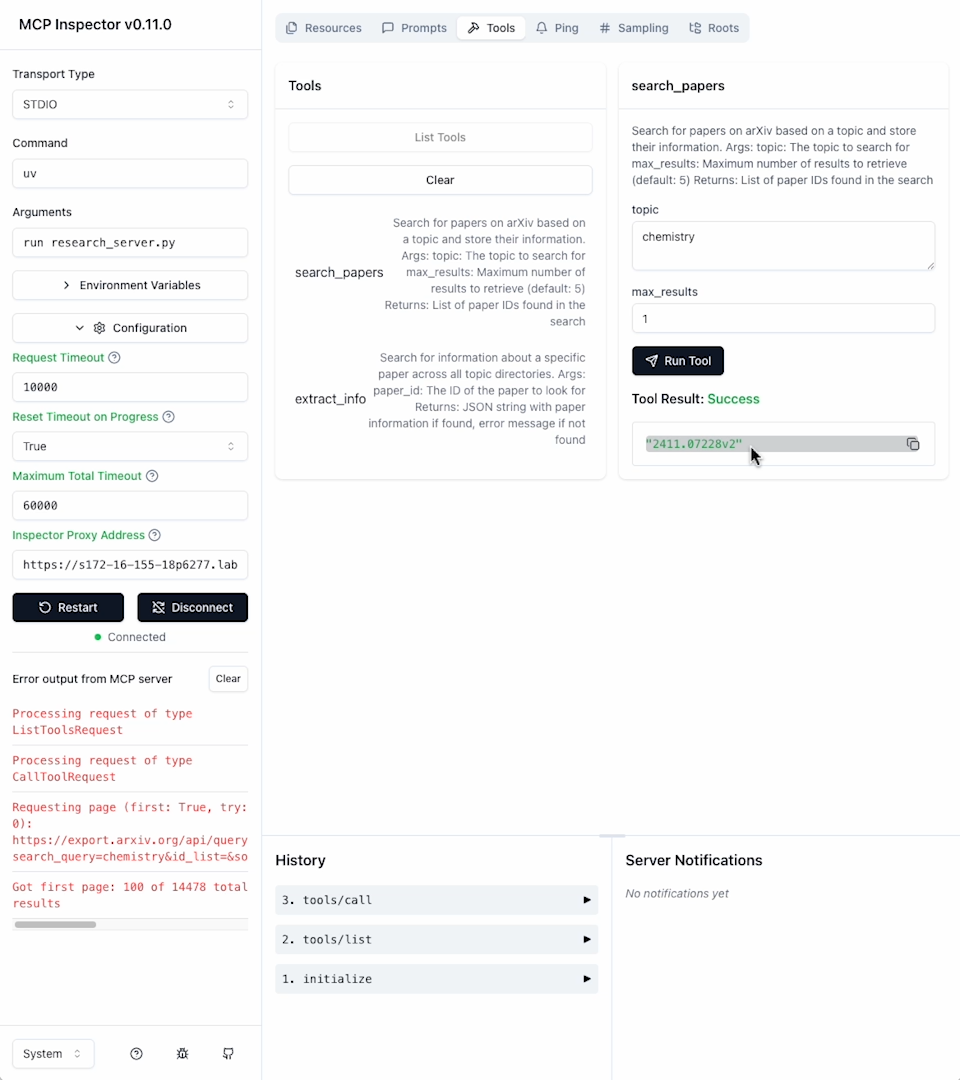 MCP Inspector v0.11.0
Transport Type
STDIO
Command
uv
Arguments
run research_server.py
Environment Variables
Configuration
Request Timeout
10000
Reset Timeout on Progress
True
Maximum Total Timeout
60000
Inspector Proxy Address
https://s172-16-155-18p6277.lab
Restart
Disconnect
Connected
Error output from MCP server
Clear
Processing request of type
ListToolsRequest
Processing request of type
CallToolRequest
Requesting page (first: True, try:
0):
https://export.arxiv.org/api/query
search_query=chemistry&id_list=&so
Got first page: 100 of 14478 total
results
System
Resources
Prompts
Tools
Ping
Sampling
Roots
Tools
List Tools
Clear
search_papers
Search for papers on arXiv based on
a topic and store their information.
Args: topic: The topic to search for
max_results: Maximum number of
results to retrieve (default: 5)
Returns: List of paper IDs found in the
search
extract_info
Search for information about a specific
paper across all topic directories. Args:
paper_id: The ID of the paper to look for
Returns: JSON string with paper
information if found, error message if not
found
search_papers
Search for papers on arXiv based on a topic and store
their information. Args: topic: The topic to search for
max_results: Maximum number of results to retrieve
(default: 5) Returns: List of paper IDs found in the search
topic
chemistry
max_results
1
Run Tool
Tool Result: Success
"2411.07228v2"
History
3. tools/call
2. tools/list
1. initialize
Server Notifications
No notifications yet